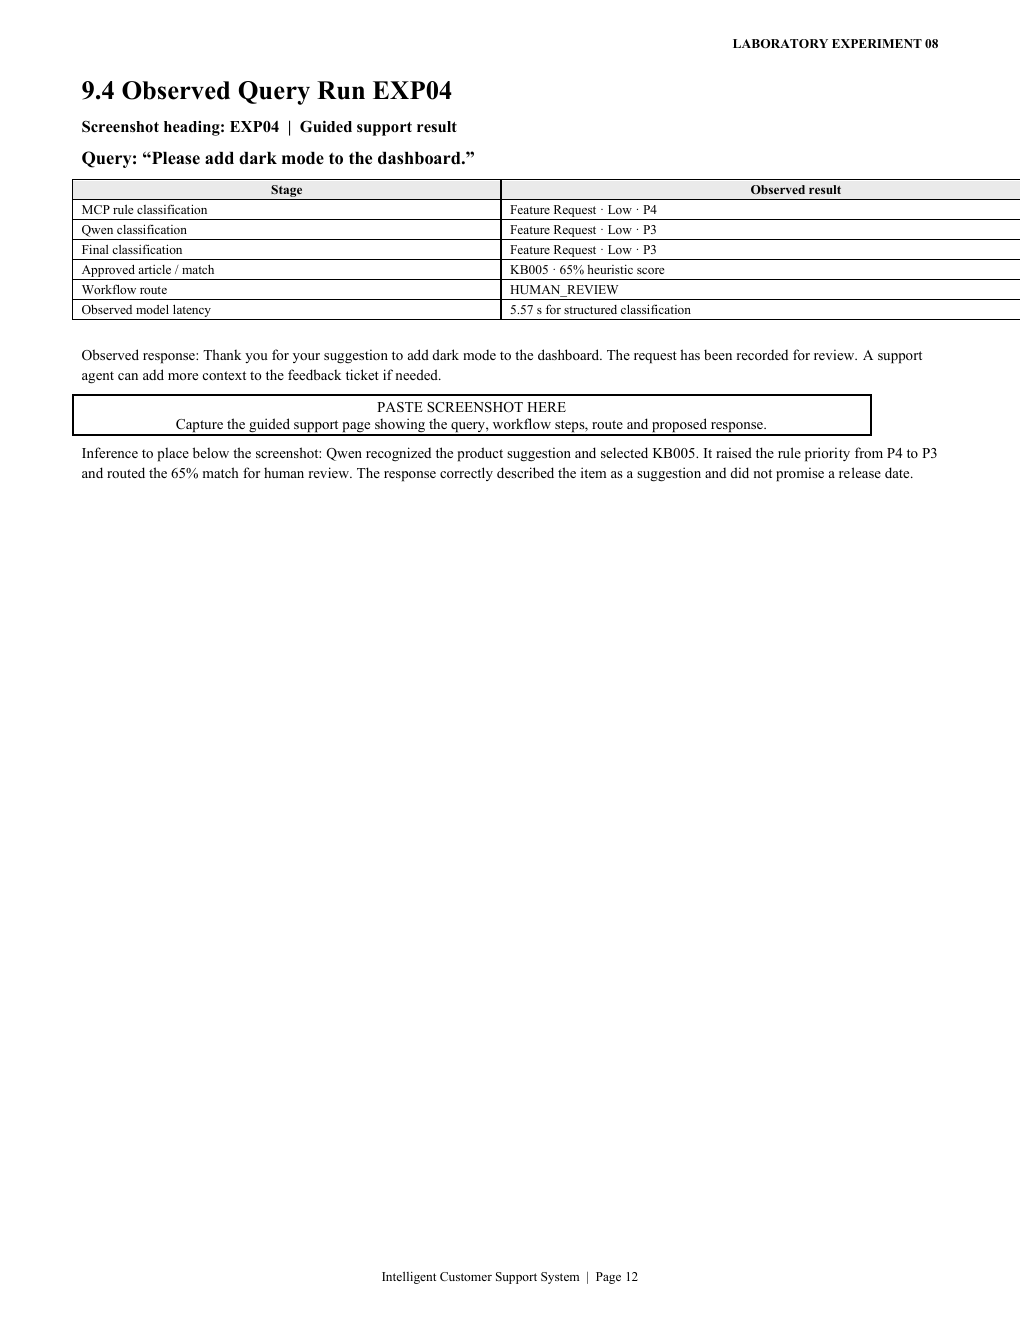 LABORATORY EXPERIMENT 08
9.4 Observed Query Run EXP04
Screenshot heading: EXP04 | Guided support result
Query: “Please add dark mode to the dashboard.”
Stage Observed result
MCP rule classification Feature Request · Low · P4
Qwen classification Feature Request · Low · P3
Final classification Feature Request · Low · P3
Approved article / match KB005 · 65% heuristic score
Workflow route HUMAN_REVIEW
Observed model latency 5.57 s for structured classification
Observed response: Thank you for your suggestion to add dark mode to the dashboard. The request has been recorded for review. A support
agent can add more context to the feedback ticket if needed.
PASTE SCREENSHOT HERE
Capture the guided support page showing the query, workflow steps, route and proposed response.
Inference to place below the screenshot: Qwen recognized the product suggestion and selected KB005. It raised the rule priority from P4 to P3
and routed the 65% match for human review. The response correctly described the item as a suggestion and did not promise a release date.
Intelligent Customer Support System | Page 12